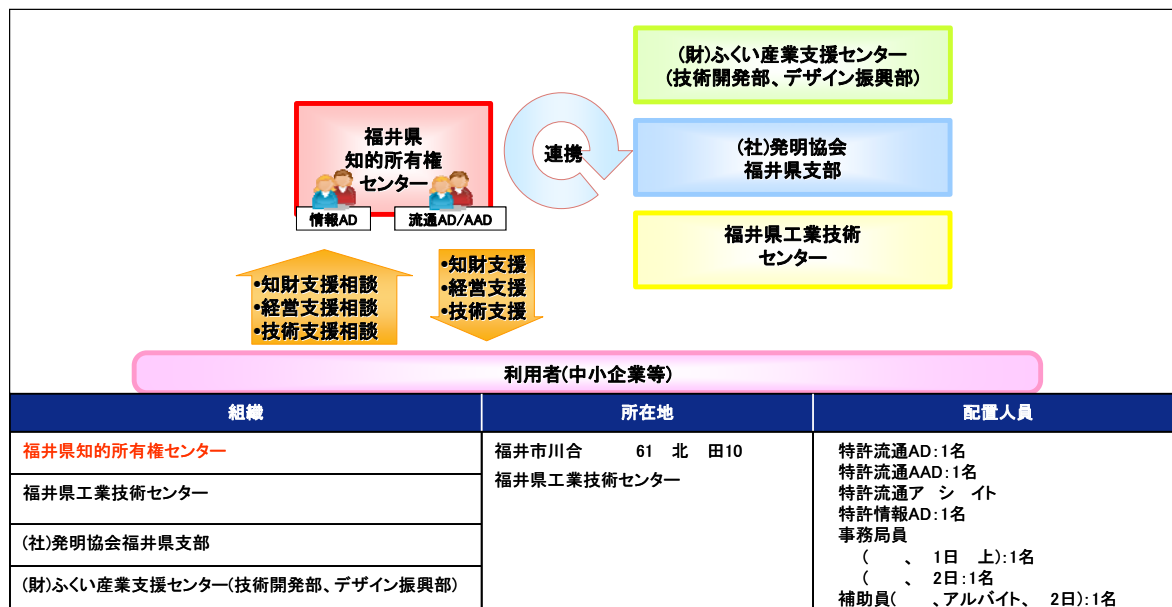 (財)ふくい産業支援センター
(技術開発部、デザイン振興部)
福井県
知的所有権
センター
連携
(社)発明協会
福井県支部
情報AD
流通AD/AAD
福井県工業技術
センター
•知財支援相談
•経営支援相談
•技術支援相談
•知財支援
•経営支援
•技術支援
利用者(中小企業等)
組織
所在地
配置人員
福井県知的所有権センター
福井県工業技術センター
(社)発明協会福井県支部
(財)ふくい産業支援センター(技術開発部、デザイン振興部)
福井市川合 61 北 田10
福井県工業技術センター
特許流通AD:1名
特許流通AAD:1名
特許流通ア シ イト
特許情報AD:1名
事務局員
( 、 1日 上):1名
( 、 2日:1名
補助員( 、アルバイト、 2日):1名